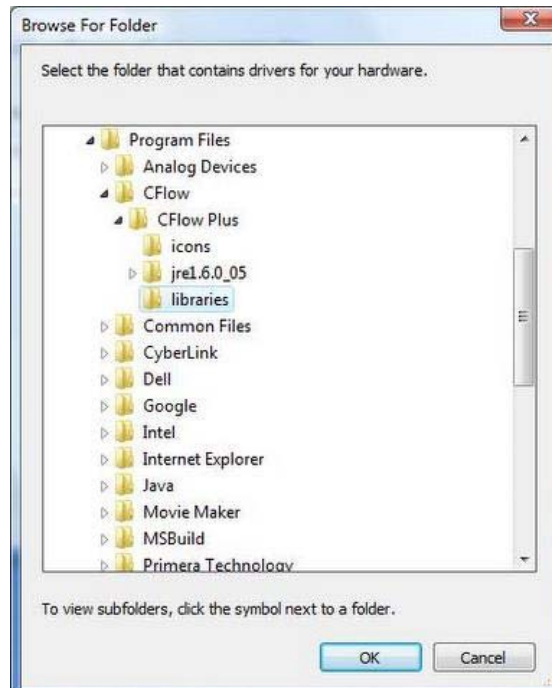 Browse For Folder
Select the folder that contains drivers for your hardware.
Program Files
Analog Devices
CFlow
CFlow Plus
icons
jre1.6.0_05
libraries
Common Files
CyberLink
Dell
Google
Intel
Internet Explorer
Java
Movie Maker
MSBuild
Primera Technology
To view subfolders, click the symbol next to a folder.
OK Cancel